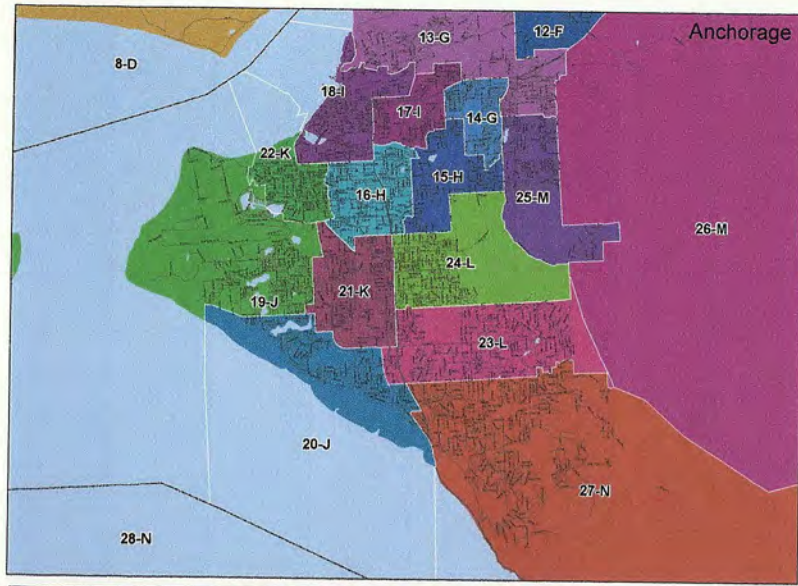 12-F
13-G
Anchorage
8-D
18-I
17-I
14-G
22-K
16-H
15-H
25-M
26-M
24-L
21-K
19-J
23-L
20-J
27-N
28-N